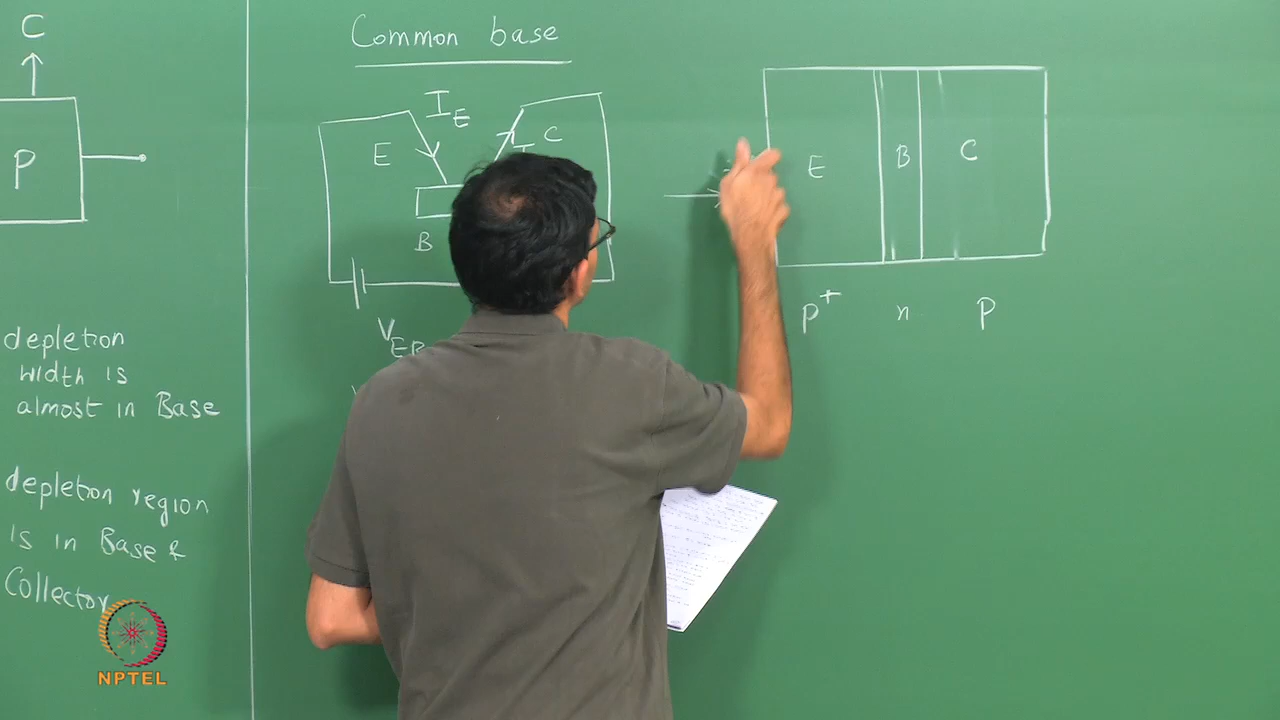 C
P
depletion
width is
almost in Base
depletion region
is in Base &
Collector
Common base
I_E
E
C
B
V_EB
E B C
p+ n p
NPTEL